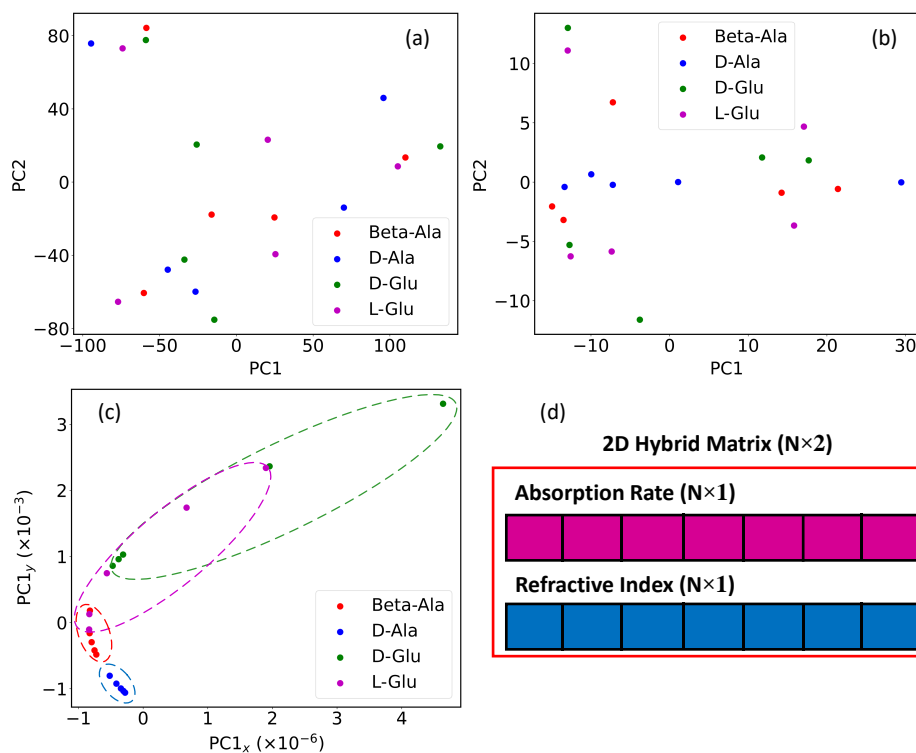 (a)
80
40
0
−40
−80
PC2
−100
−50
0
50
100
PC1
Beta-Ala
D-Ala
D-Glu
L-Glu
(b)
10
5
0
−5
−10
PC2
−10
0
10
20
30
PC1
Beta-Ala
D-Ala
D-Glu
L-Glu
(c)
3
2
1
0
−1
PC1y (×10−3)
−1
0
1
2
3
4
PC1x (×10−6)
Beta-Ala
D-Ala
D-Glu
L-Glu
(d)
2D Hybrid Matrix (N×2)
Absorption Rate (N×1)
Refractive Index (N×1)